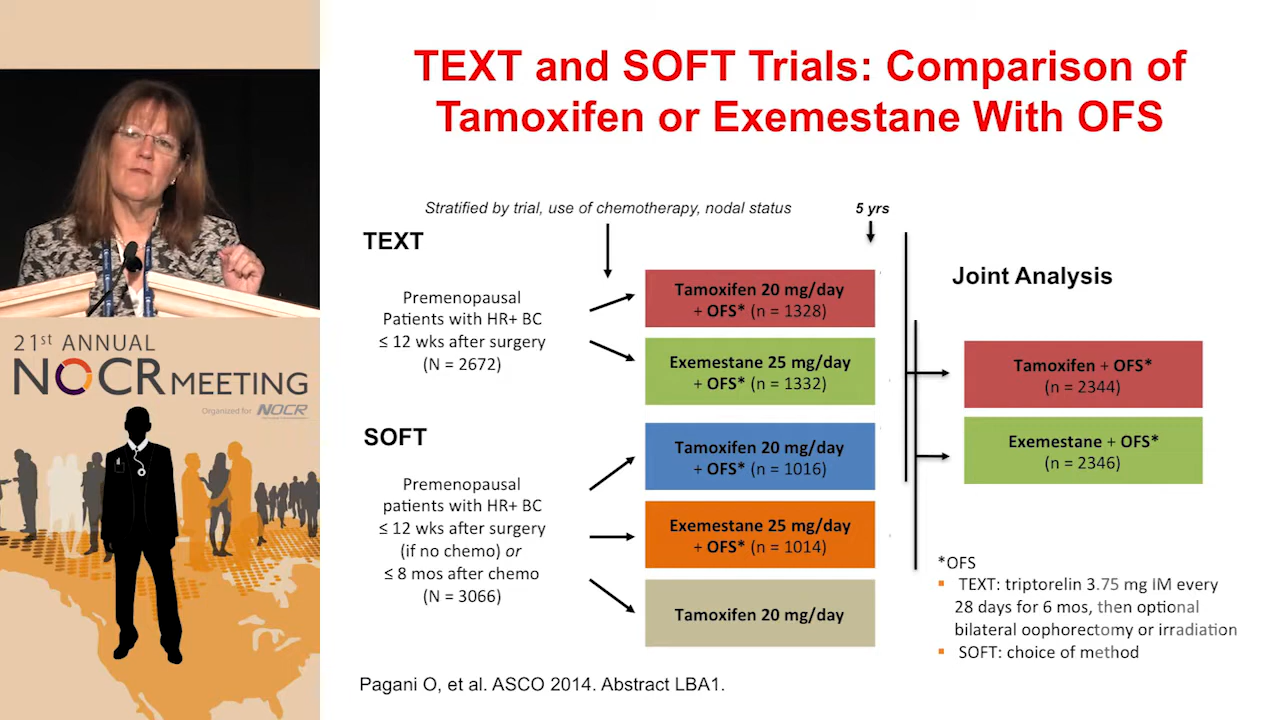 TEXT and SOFT Trials: Comparison of
Tamoxifen or Exemestane With OFS
Stratified by trial, use of chemotherapy, nodal status
5 yrs
TEXT
Premenopausal
Patients with HR+ BC
≤ 12 wks after surgery
(N = 2672)
Tamoxifen 20 mg/day
+ OFS* (n = 1328)
Exemestane 25 mg/day
+ OFS* (n = 1332)
SOFT
Premenopausal
patients with HR+ BC
≤ 12 wks after surgery
(if no chemo) or
≤ 8 mos after chemo
(N = 3066)
Tamoxifen 20 mg/day
+ OFS* (n = 1016)
Exemestane 25 mg/day
+ OFS* (n = 1014)
Tamoxifen 20 mg/day
Joint Analysis
Tamoxifen + OFS*
(n = 2344)
Exemestane + OFS*
(n = 2346)
*OFS
▪ TEXT: triptorelin 3.75 mg IM every
28 days for 6 mos, then optional
bilateral oophorectomy or irradiation
▪ SOFT: choice of method
Pagani O, et al. ASCO 2014. Abstract LBA1.
21st ANNUAL
NOCR MEETING
Organized for NOCR